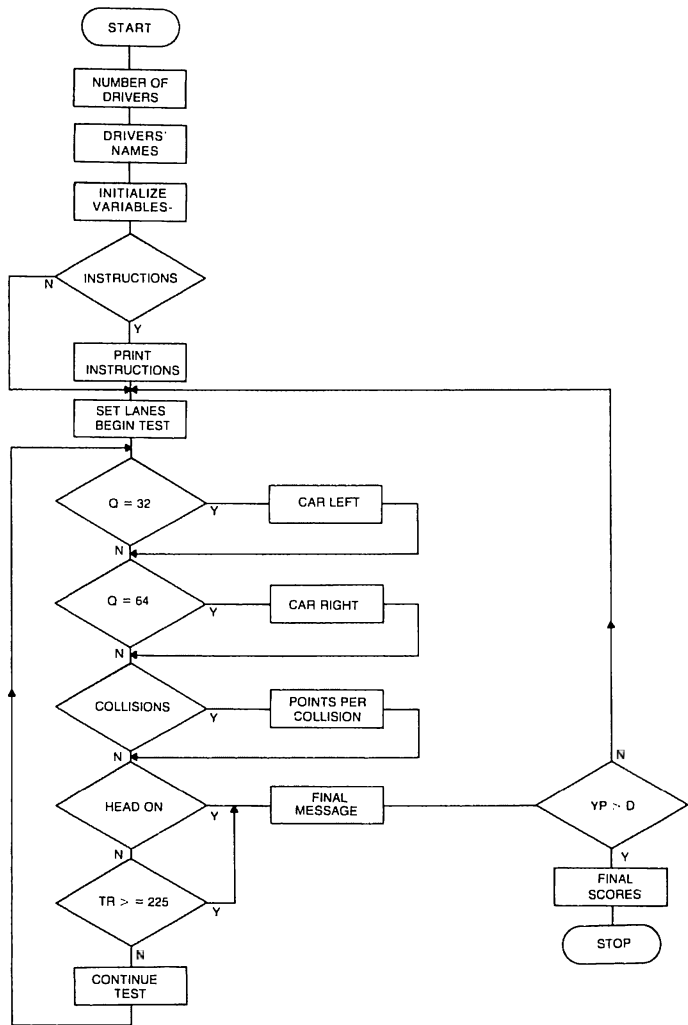 START
NUMBER OF
DRIVERS
DRIVERS'
NAMES
INITIALIZE
VARIABLES-
INSTRUCTIONS
N
Y
PRINT
INSTRUCTIONS
SET LANES
BEGIN TEST
Q = 32
Y
CAR LEFT
N
Q = 64
Y
CAR RIGHT
N
COLLISIONS
Y
POINTS PER
COLLISION
N
HEAD ON
Y
FINAL
MESSAGE
N
YP > D
N
Y
FINAL
SCORES
STOP
TR > = 225
Y
N
CONTINUE
TEST